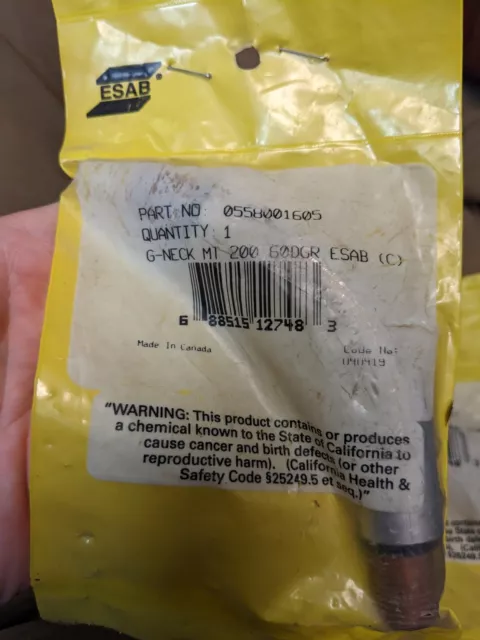 ESAB
PART NO: 0558001605
QUANTITY: 1
G-NECK MT 200 60DGR ESAB (C)
6 88515 12748 3
Made In Canada
Code No:
"WARNING: This product contains or produces
a chemical known to the State of California to
cause cancer and birth defects (or other
reproductive harm). (California Health &
Safety Code §25249.5 et seq.)"